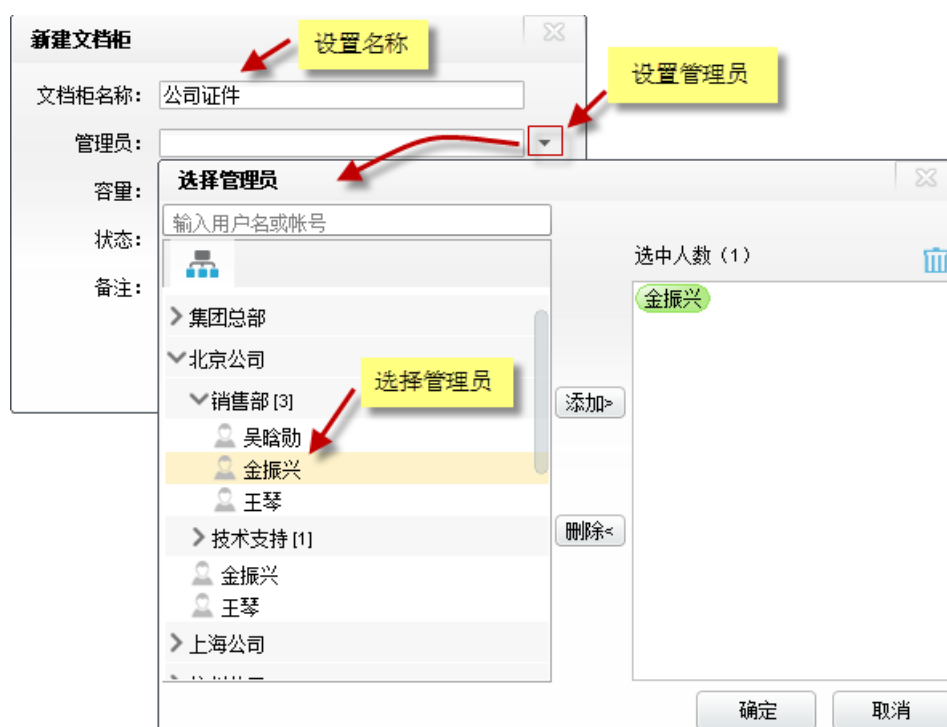 新建文档柜
设置名称
设置管理员
文档柜名称：
公司证件
管理员：
容量：
状态：
备注：
选择管理员
输入用户名或帐号
选中人数（1）
金振兴
集团总部
北京公司
选择管理员
销售部 [3]
吴晗勋
金振兴
王琴
技术支持 [1]
金振兴
王琴
上海公司
添加>
删除<
确定
取消